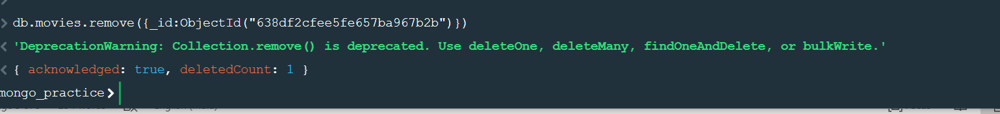 > db.movies.remove({_id:ObjectId("638df2cfee5fe657ba967b2b")})
< 'DeprecationWarning: Collection.remove() is deprecated. Use deleteOne, deleteMany, findOneAndDelete, or bulkWrite.'
< { acknowledged: true, deletedCount: 1 }
mongo_practice>